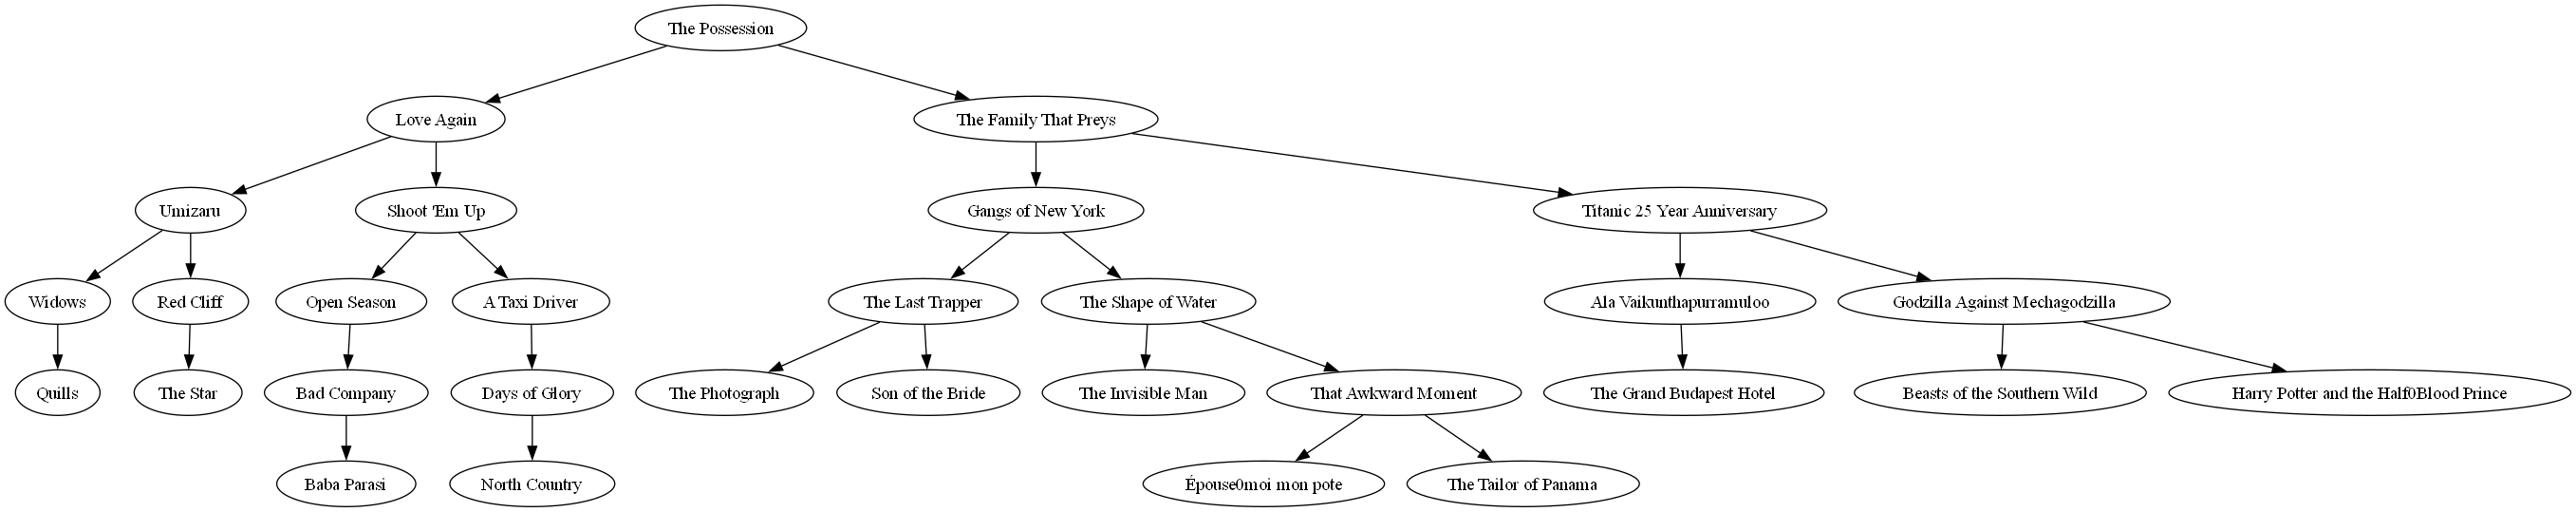 The Possession
Love Again
The Family That Preys
Umizaru
Shoot 'Em Up
Gangs of New York
Titanic 25 Year Anniversary
Widows
Red Cliff
Open Season
A Taxi Driver
The Last Trapper
The Shape of Water
Ala Vaikunthapurramuloo
Godzilla Against Mechagodzilla
Quills
The Star
Bad Company
Days of Glory
The Photograph
Son of the Bride
The Invisible Man
That Awkward Moment
The Grand Budapest Hotel
Beasts of the Southern Wild
Harry Potter and the Half0Blood Prince
Baba Parasi
North Country
Épouse0moi mon pote
The Tailor of Panama